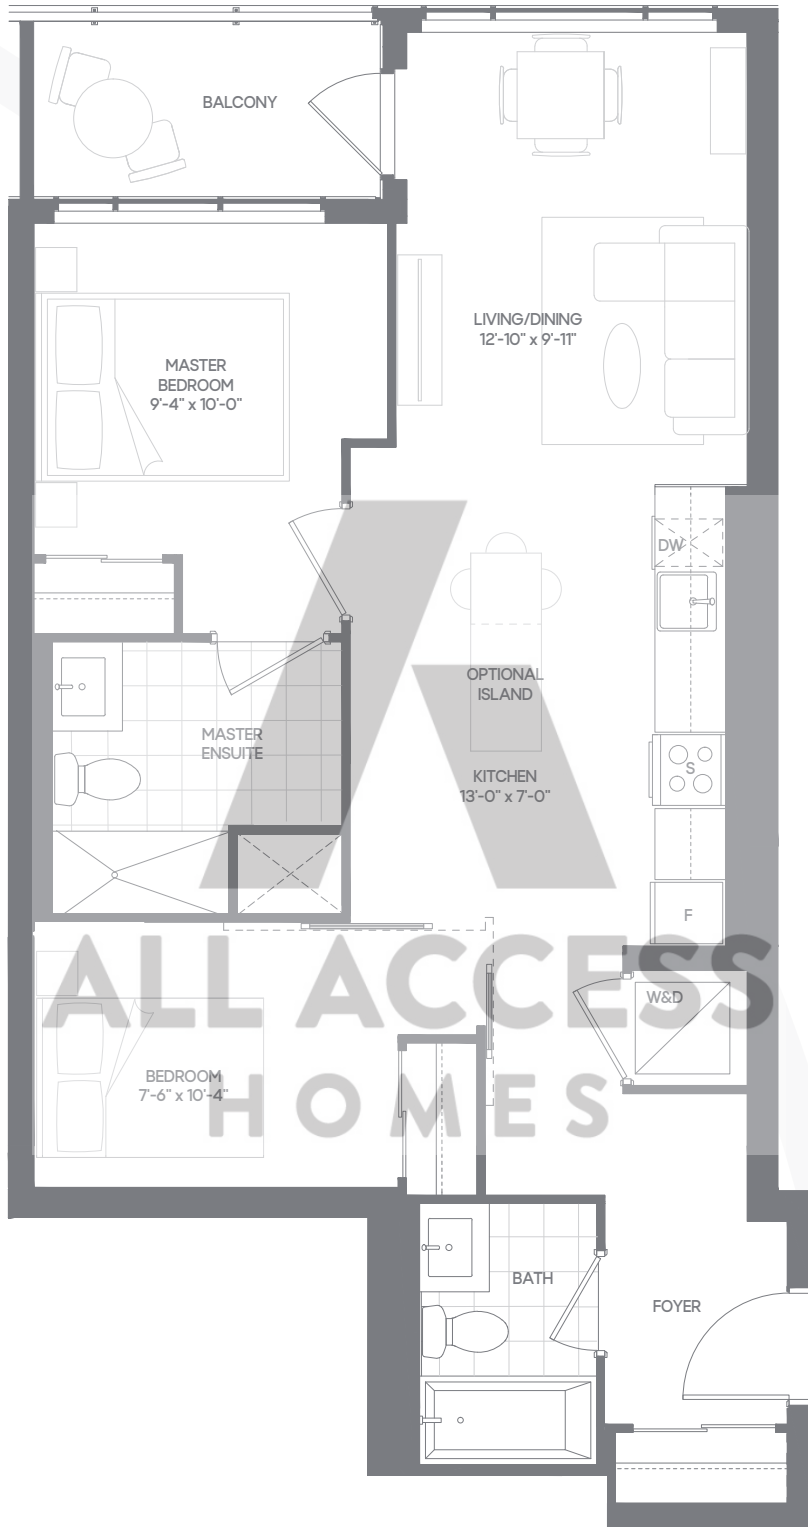 BALCONY
LIVING/DINING
12'-10" x 9'-11"
MASTER
BEDROOM
9'-4" x 10'-0"
DW
OPTIONAL
ISLAND
MASTER
ENSUITE
S
KITCHEN
13'-0" x 7'-0"
F
ALL ACCESS
HOMES
W&D
BEDROOM
7'-6" x 10'-4"
BATH
FOYER